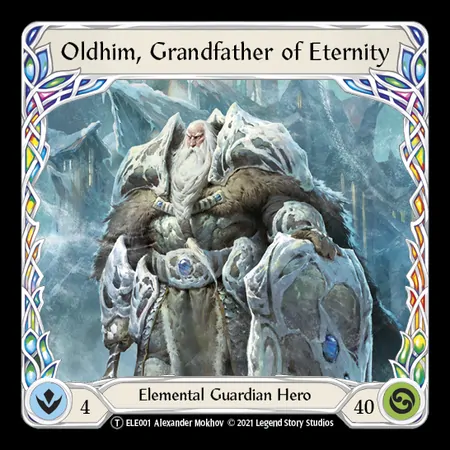 Oldhim, Grandfather of Eternity
Elemental Guardian Hero
4
40
T ELE001 Alexander Mokhov © 2021 Legend Story Studios